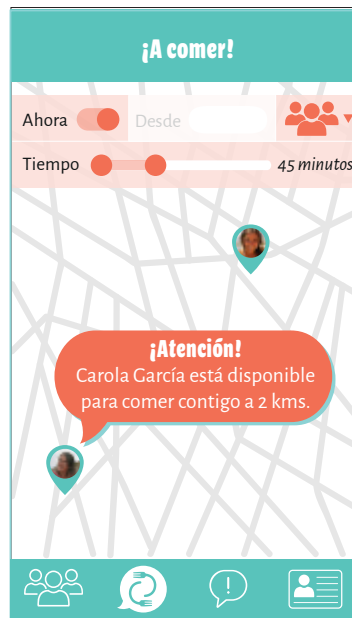 ¡A comer!
Ahora Desde
Tiempo 45 minutos
¡Atención!
Carola García está disponible
para comer contigo a 2 kms.
!